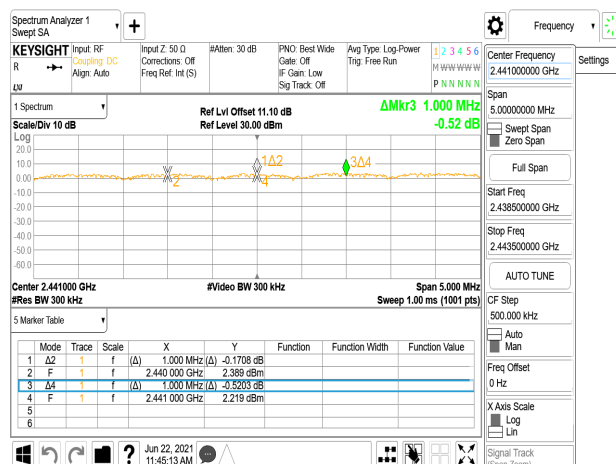 Spectrum Analyzer 1
Swept SA
Frequency
KEYSIGHT
R
Input: RF
Coupling: DC
Align: Auto
Input Z: 50 Ω
Corrections: Off
Freq Ref: Int (S)
#Atten: 30 dB
PNO: Best Wide
Gate: Off
IF Gain: Low
Sig Track: Off
Avg Type: Log-Power
Trig: Free Run
1 2 3 4 5 6
M W W W W W
P N N N N N
Center Frequency
2.441000000 GHz
Settings
Span
5.00000000 MHz
Swept Span
Zero Span
Full Span
Start Freq
2.438500000 GHz
Stop Freq
2.443500000 GHz
AUTO TUNE
CF Step
500.000 kHz
Auto
Man
Freq Offset
0 Hz
X Axis Scale
Log
Lin
Signal Track
(Span Zoom)
1 Spectrum
Scale/Div 10 dB
Log
Ref Lvl Offset 11.10 dB
Ref Level 30.00 dBm
ΔMkr3 1.000 MHz
-0.52 dB
20.0
10.0
0.00
-10.0
-20.0
-30.0
-40.0
-50.0
-60.0
1Δ2
3Δ4
2
4
Center 2.441000 GHz
#Video BW 300 kHz
Span 5.000 MHz
#Res BW 300 kHz
Sweep 1.00 ms (1001 pts)
5 Marker Table
Mode Trace Scale X Y Function Function Width Function Value
1 Δ2 1 f (Δ) 1.000 MHz (Δ) -0.1708 dB
2 F 1 f 2.440 000 GHz 2.389 dBm
3 Δ4 1 f (Δ) 1.000 MHz (Δ) -0.5203 dB
4 F 1 f 2.441 000 GHz 2.219 dBm
5
6
Jun 22, 2021
11:45:13 AM